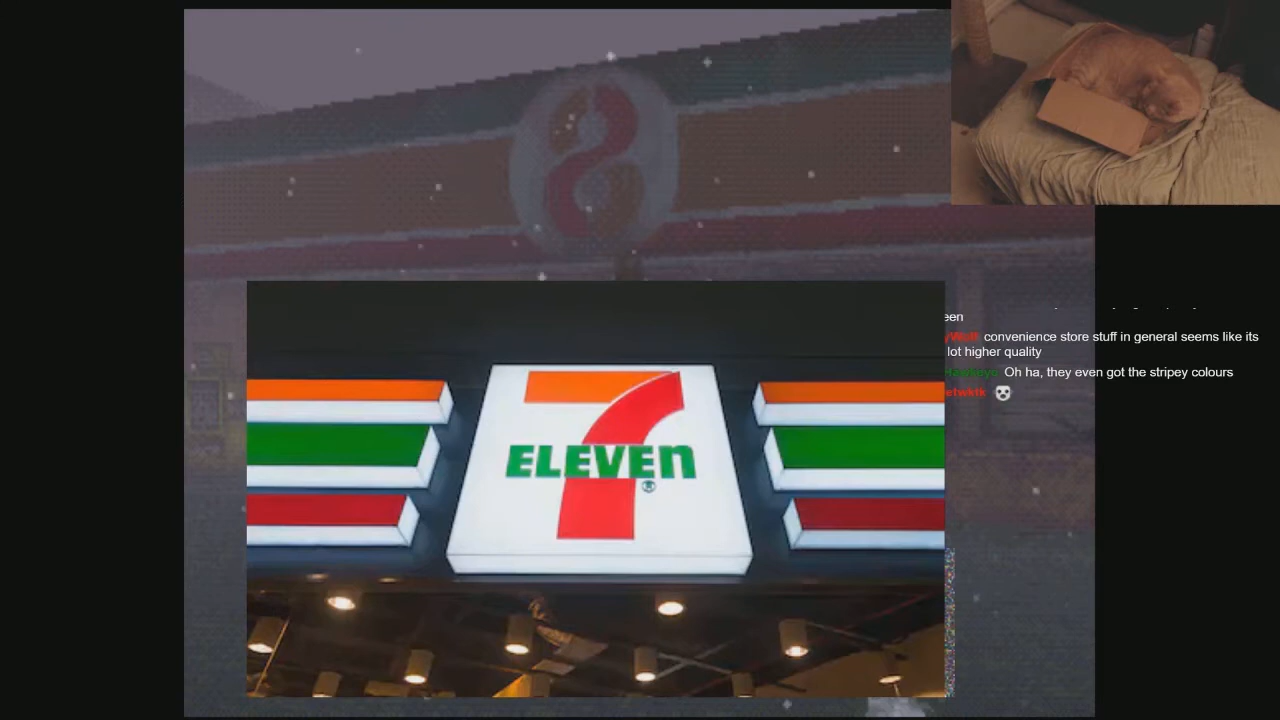 7
ELEVEn
®
een
convenience store stuff in general seems like its
lot higher quality
Oh ha, they even got the stripey colours